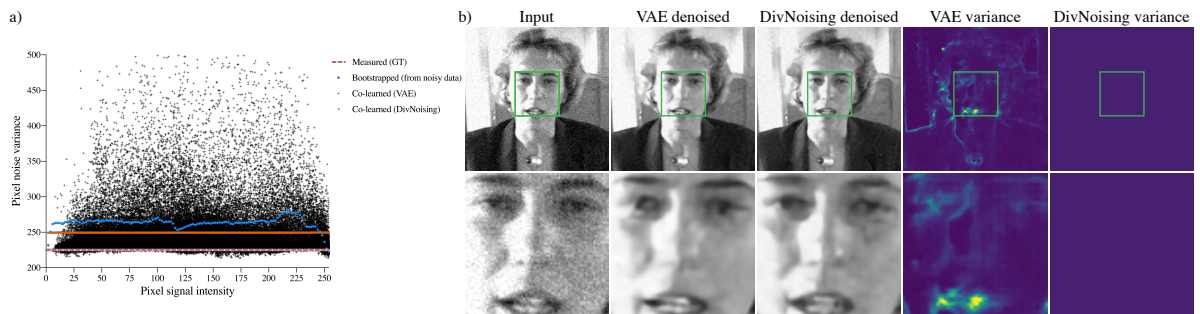 a)
500
450
400
350
300
250
200
Pixel noise variance
0
25
50
75
100
125
150
175
200
225
250
Pixel signal intensity
Measured (GT)
Bootstrapped (from noisy data)
Co-learned (VAE)
Co-learned (DivNoising)
b)
Input
VAE denoised
DivNoising denoised
VAE variance
DivNoising variance